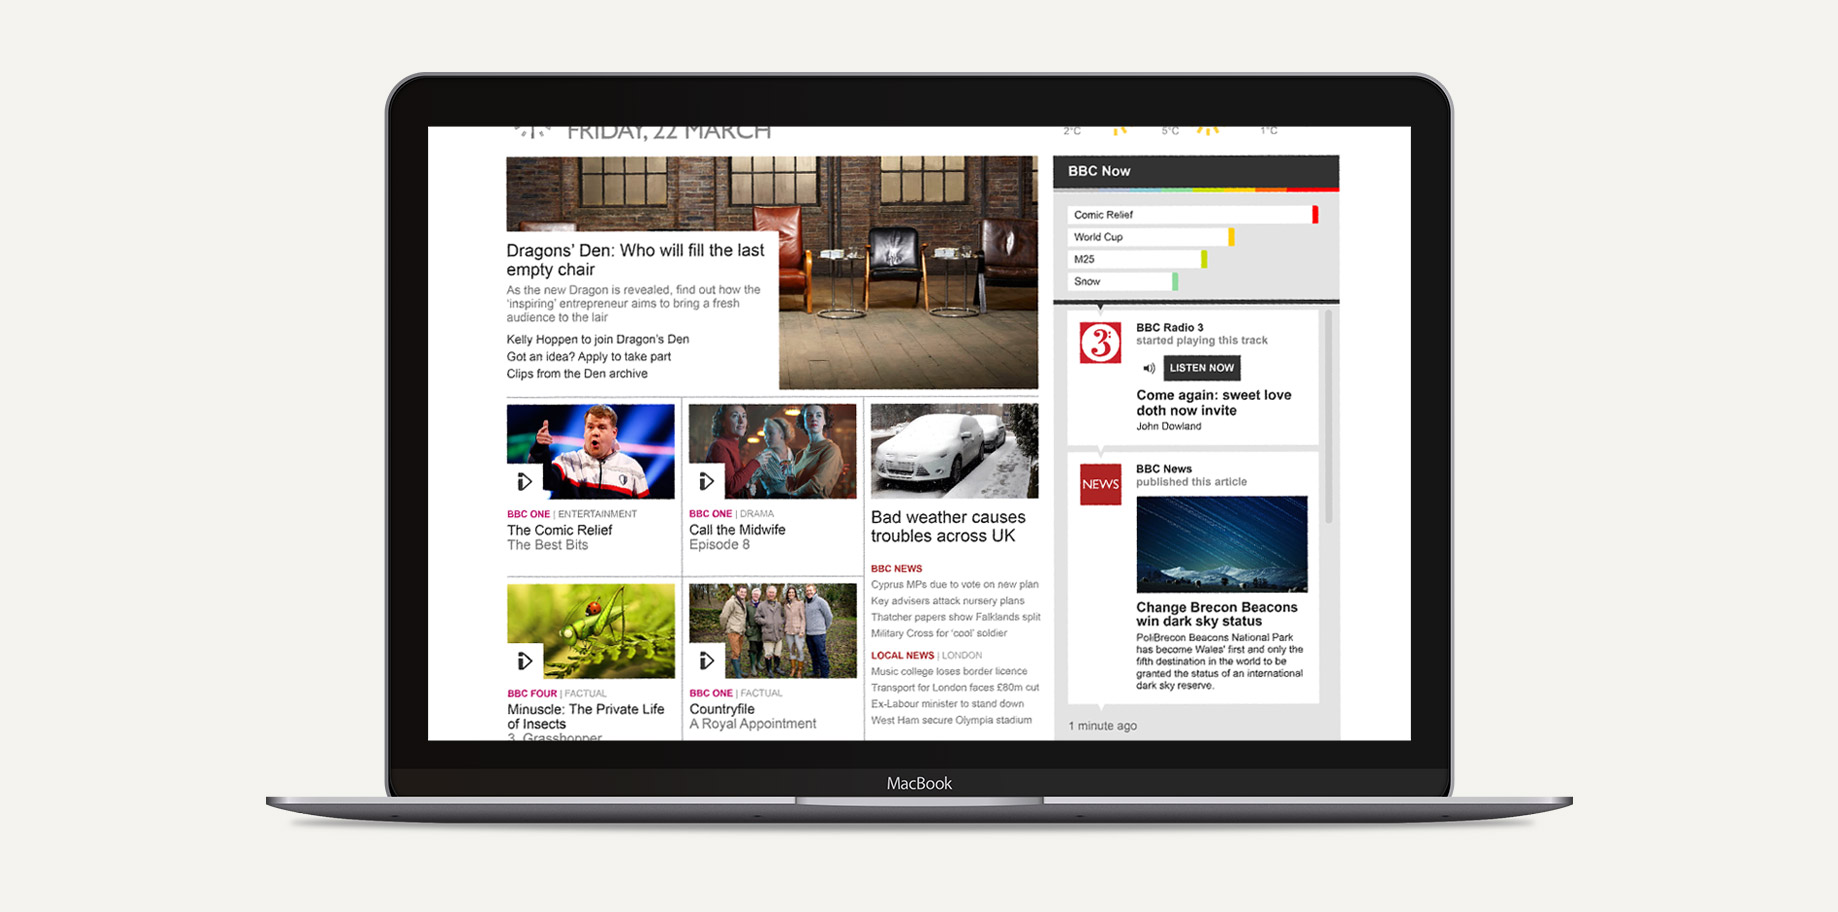 FRIDAY, 22 MARCH
2°C
5°C
1°C
Dragons' Den: Who will fill the last
empty chair
As the new Dragon is revealed, find out how the
'inspiring' entrepreneur aims to bring a fresh
audience to the lair
Kelly Hoppen to join Dragon's Den
Got an idea? Apply to take part
Clips from the Den archive
BBC ONE | ENTERTAINMENT
The Comic Relief
The Best Bits
BBC ONE | DRAMA
Call the Midwife
Episode 8
Bad weather causes
troubles across UK
BBC NEWS
Cyprus MPs due to vote on new plan
Key advisers attack nursery plans
Thatcher papers show Falklands split
Military Cross for 'cool' soldier
LOCAL NEWS | LONDON
Music college loses border licence
Transport for London faces £80m cut
Ex-Labour minister to stand down
West Ham secure Olympia stadium
BBC FOUR | FACTUAL
Minuscle: The Private Life
of Insects
3. Grasshopper
BBC ONE | FACTUAL
Countryfile
A Royal Appointment
BBC Now
Comic Relief
World Cup
M25
Snow
3
BBC Radio 3
started playing this track
LISTEN NOW
Come again: sweet love
doth now invite
John Dowland
NEWS
BBC News
published this article
Change Brecon Beacons
win dark sky status
PoliBrecon Beacons National Park
has become Wales' first and only the
fifth destination in the world to be
granted the status of an international
dark sky reserve.
1 minute ago
MacBook